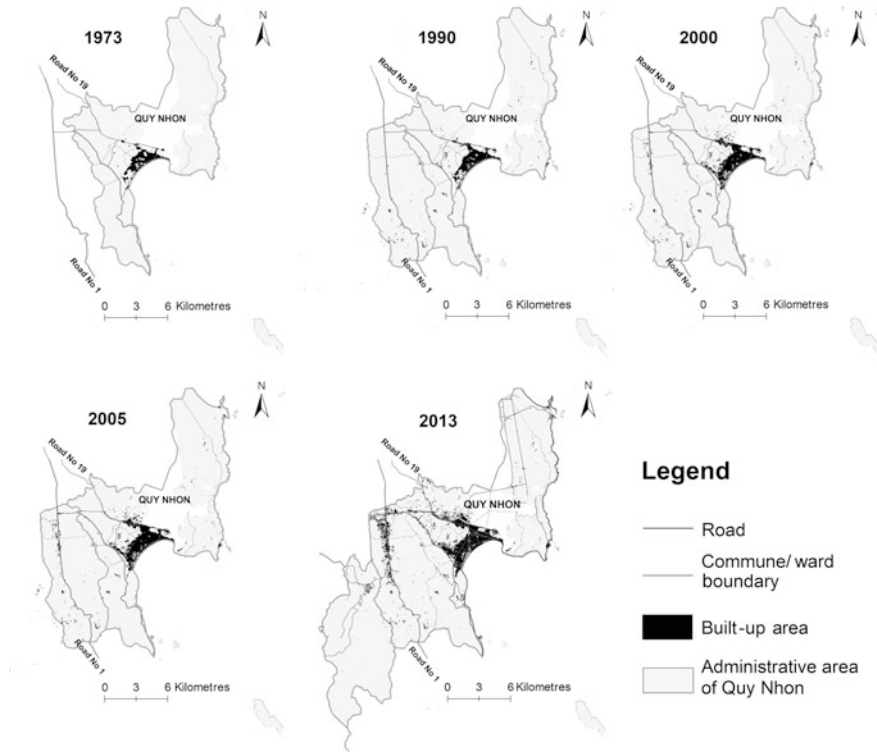 1973
N
Road No 19
QUY NHON
Road No 1
0 3 6 Kilometres
1990
N
Road No 19
QUY NHON
Road No 1
0 3 6 Kilometres
2000
N
Road No 19
QUY NHON
Road No 1
0 3 6 Kilometres
2005
N
Road No 19
QUY NHON
Road No 1
0 3 6 Kilometres
2013
N
Road No 19
QUY NHON
Road No 1
0 3 6 Kilometres
Legend
Road
Commune/ ward
boundary
Built-up area
Administrative area
of Quy Nhon